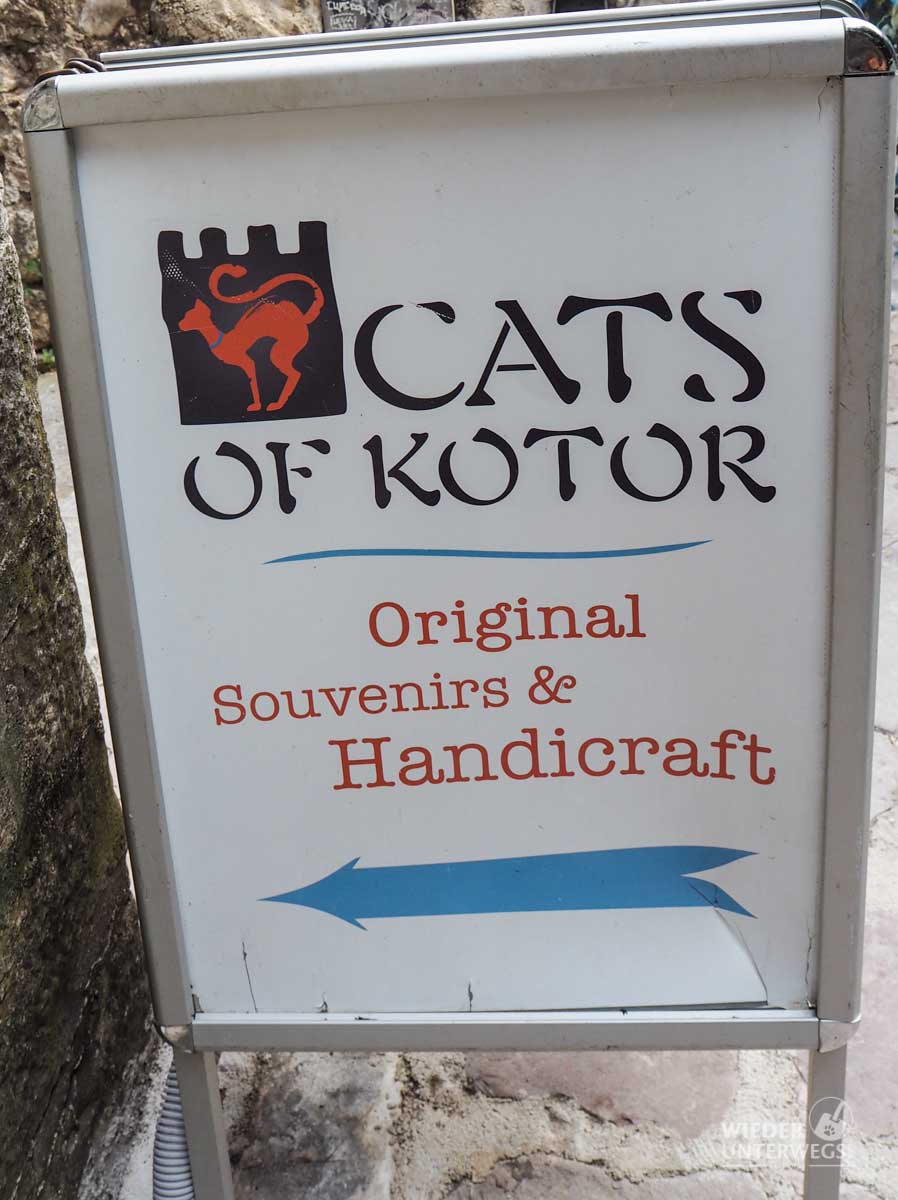 CATS
OF KOTOR
Original
Souvenirs &
Handicraft
WIEDER
UNTERWEGS